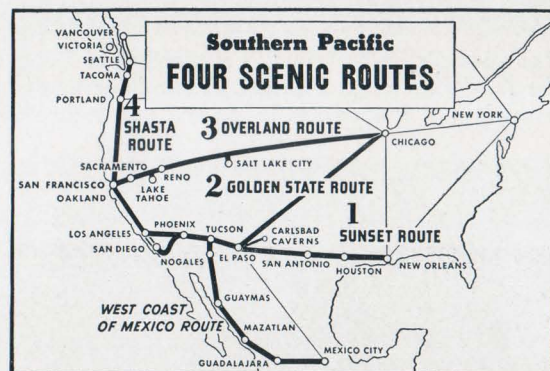 Southern Pacific
FOUR SCENIC ROUTES
VANCOUVER
VICTORIA
SEATTLE
TACOMA
PORTLAND
4
SHASTA
ROUTE
3 OVERLAND ROUTE
NEW YORK
CHICAGO
SACRAMENTO
RENO
SALT LAKE CITY
LAKE
TAHOE
SAN FRANCISCO
OAKLAND
2 GOLDEN STATE ROUTE
1
SUNSET ROUTE
LOS ANGELES
PHOENIX
TUCSON
CARLSBAD
CAVERNS
SAN DIEGO
NOGALES
EL PASO
SAN ANTONIO
HOUSTON
NEW ORLEANS
WEST COAST
OF MEXICO ROUTE
GUAYMAS
MAZATLAN
GUADALAJARA
MEXICO CITY